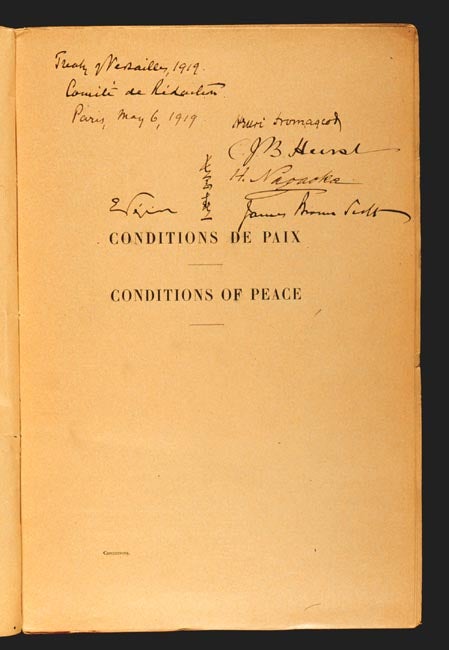 Treaty of Versailles, 1919.
Comité de Rédaction
Paris, May 6, 1919
Henri Fromageot
CJB Hurst
H. Nagaoka
James Brown Scott
CONDITIONS DE PAIX
CONDITIONS OF PEACE